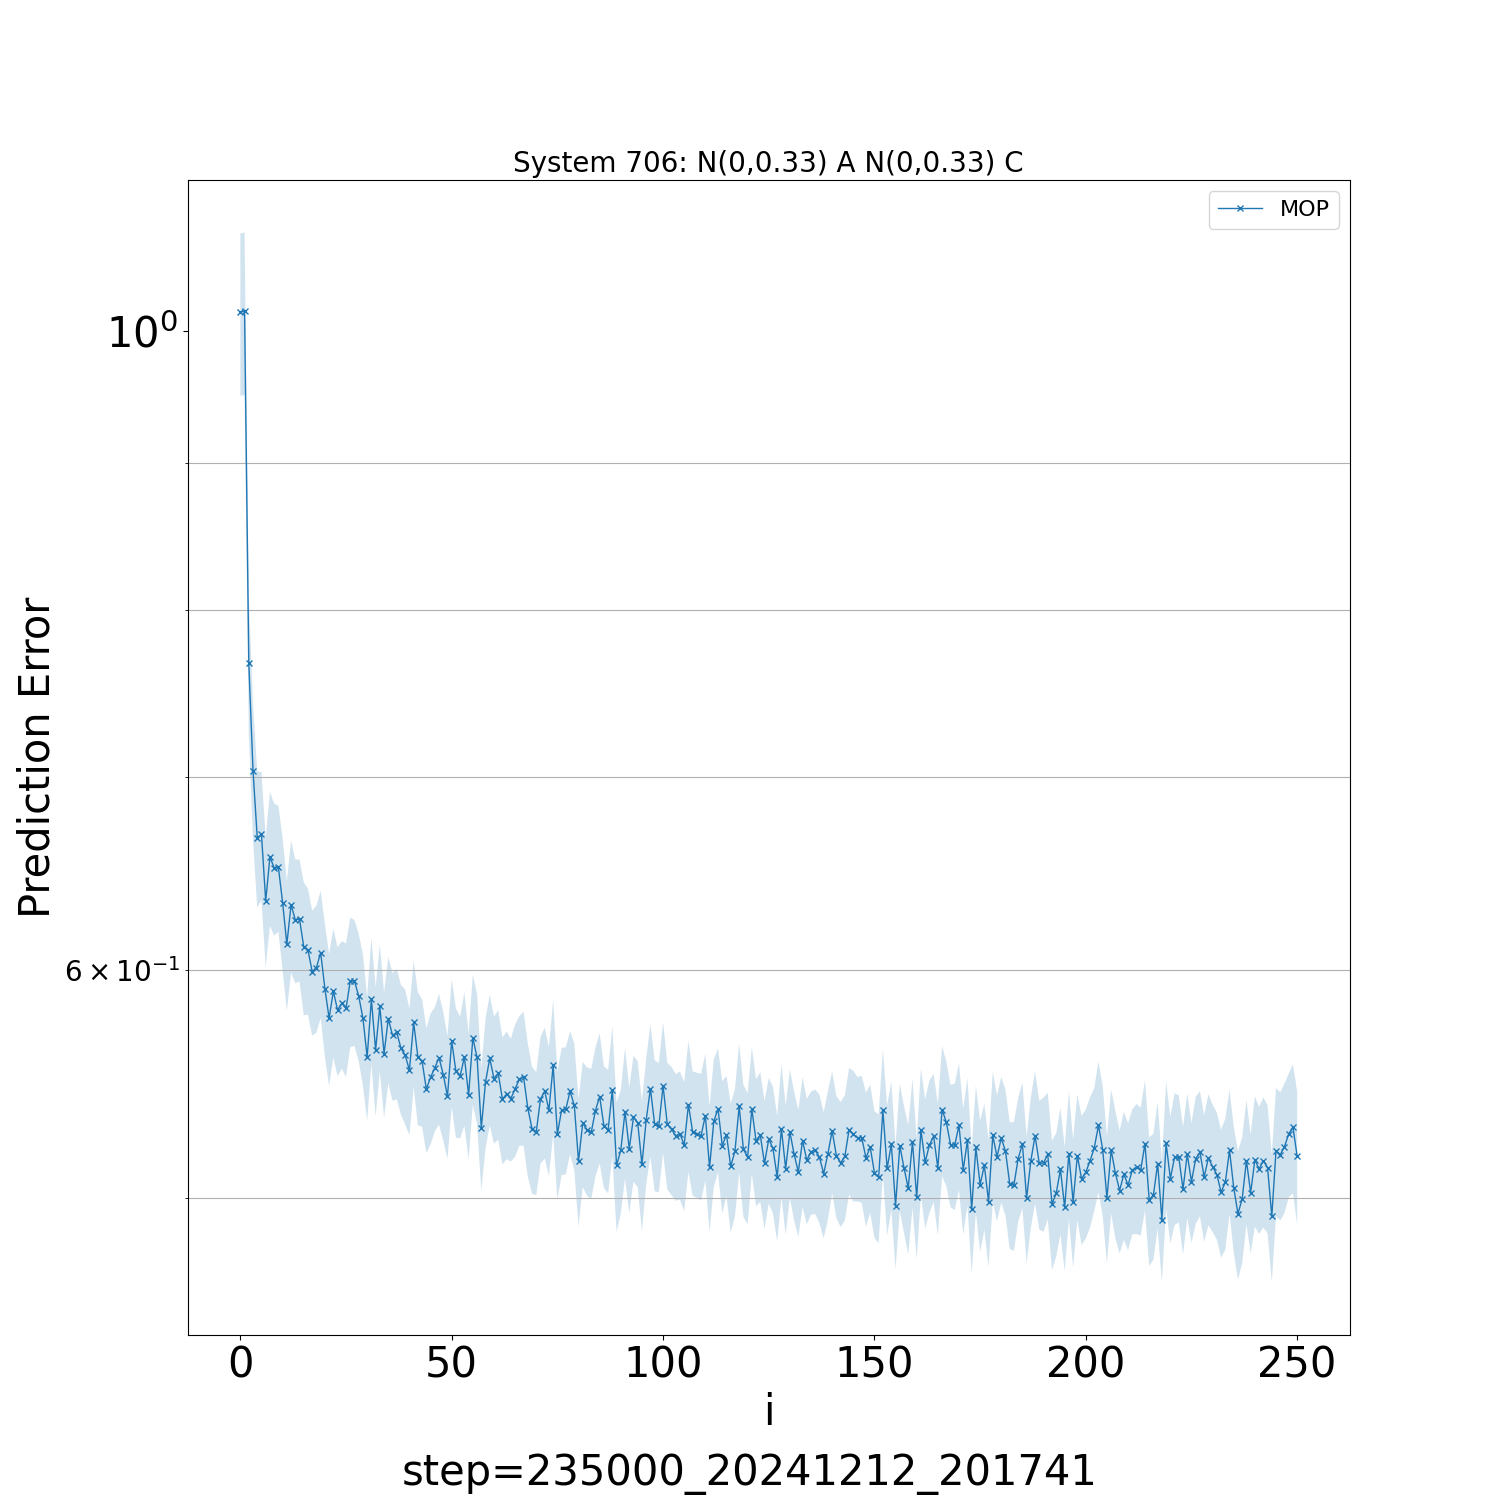 System 706: N(0,0.33) A N(0,0.33) C
MOP
10⁰
6 × 10⁻¹
Prediction Error
0 50 100 150 200 250
i
step=235000_20241212_201741